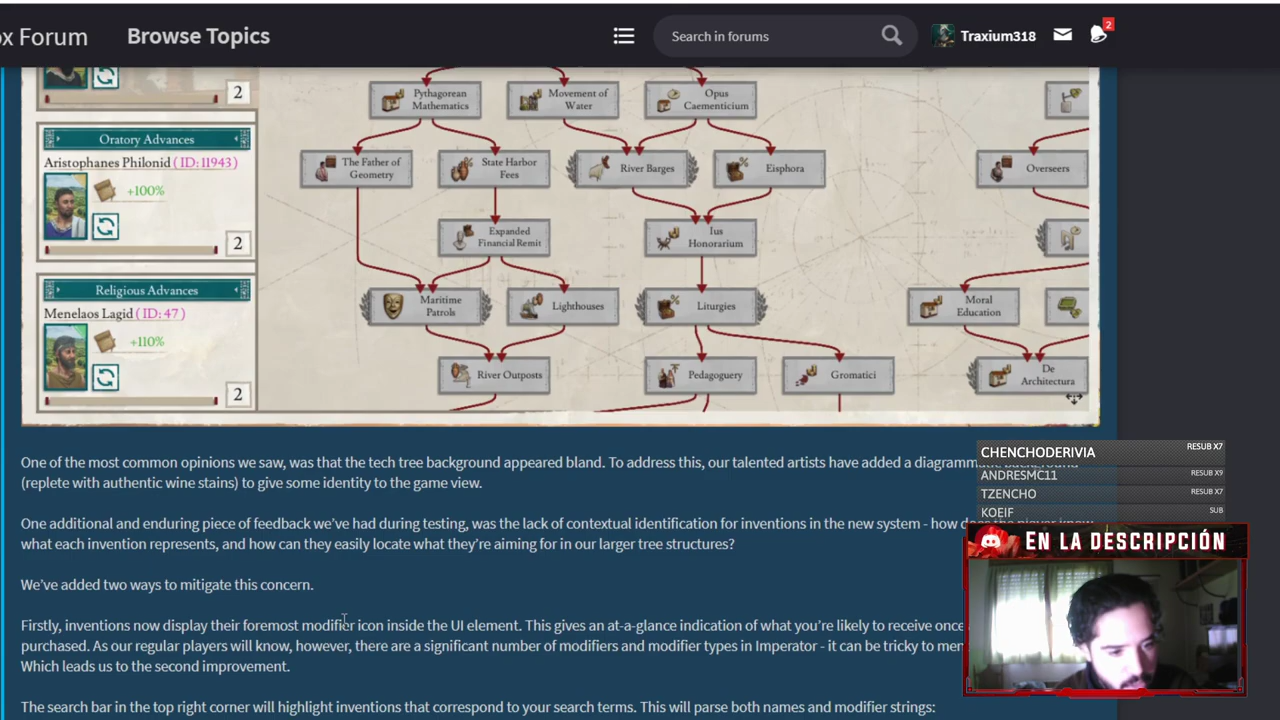 ox Forum
Browse Topics
Search in forums
Traxium318
2
2
Oratory Advances
Aristophanes Philonid (ID: 11943)
+100%
2
Religious Advances
Menelaos Lagid (ID: 47)
+110%
2
Pythagorean
Mathematics
Movement of
Water
Opus
Caementicium
The Father of
Geometry
State Harbor
Fees
River Barges
Eisphora
Overseers
Expanded
Financial Remit
Ius
Honorarium
Maritime
Patrols
Lighthouses
Liturgies
Moral
Education
River Outposts
Pedagoguery
Gromatici
De
Architectura
One of the most common opinions we saw, was that the tech tree background appeared bland. To address this, our talented artists have added a diagrammatic background
(replete with authentic wine stains) to give some identity to the game view.
One additional and enduring piece of feedback we've had during testing, was the lack of contextual identification for inventions in the new system - how does the player know
what each invention represents, and how can they easily locate what they're aiming for in our larger tree structures?
We've added two ways to mitigate this concern.
Firstly, inventions now display their foremost modifier icon inside the UI element. This gives an at-a-glance indication of what you're likely to receive once
purchased. As our regular players will know, however, there are a significant number of modifiers and modifier types in Imperator - it can be tricky to mem
Which leads us to the second improvement.
The search bar in the top right corner will highlight inventions that correspond to your search terms. This will parse both names and modifier strings:
CHENCHODERIVIA RESUB X7
ANDRESMC11 RESUB X9
TZENCHO RESUB X7
KOEIF SUB
EN LA DESCRIPCIÓN